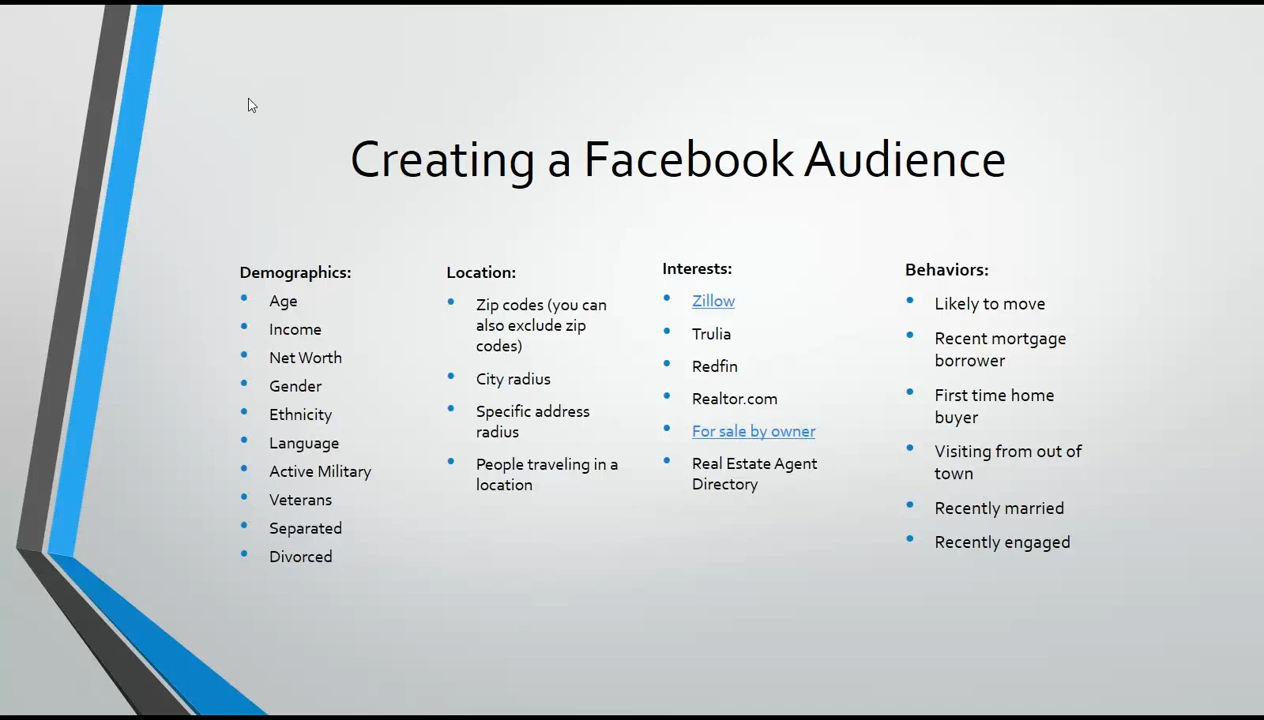 Creating a Facebook Audience
Demographics:
Age
Income
Net Worth
Gender
Ethnicity
Language
Active Military
Veterans
Separated
Divorced
Location:
Zip codes (you can
also exclude zip
codes)
City radius
Specific address
radius
People traveling in a
location
Interests:
Zillow
Trulia
Redfin
Realtor.com
For sale by owner
Real Estate Agent
Directory
Behaviors:
Likely to move
Recent mortgage
borrower
First time home
buyer
Visiting from out of
town
Recently married
Recently engaged